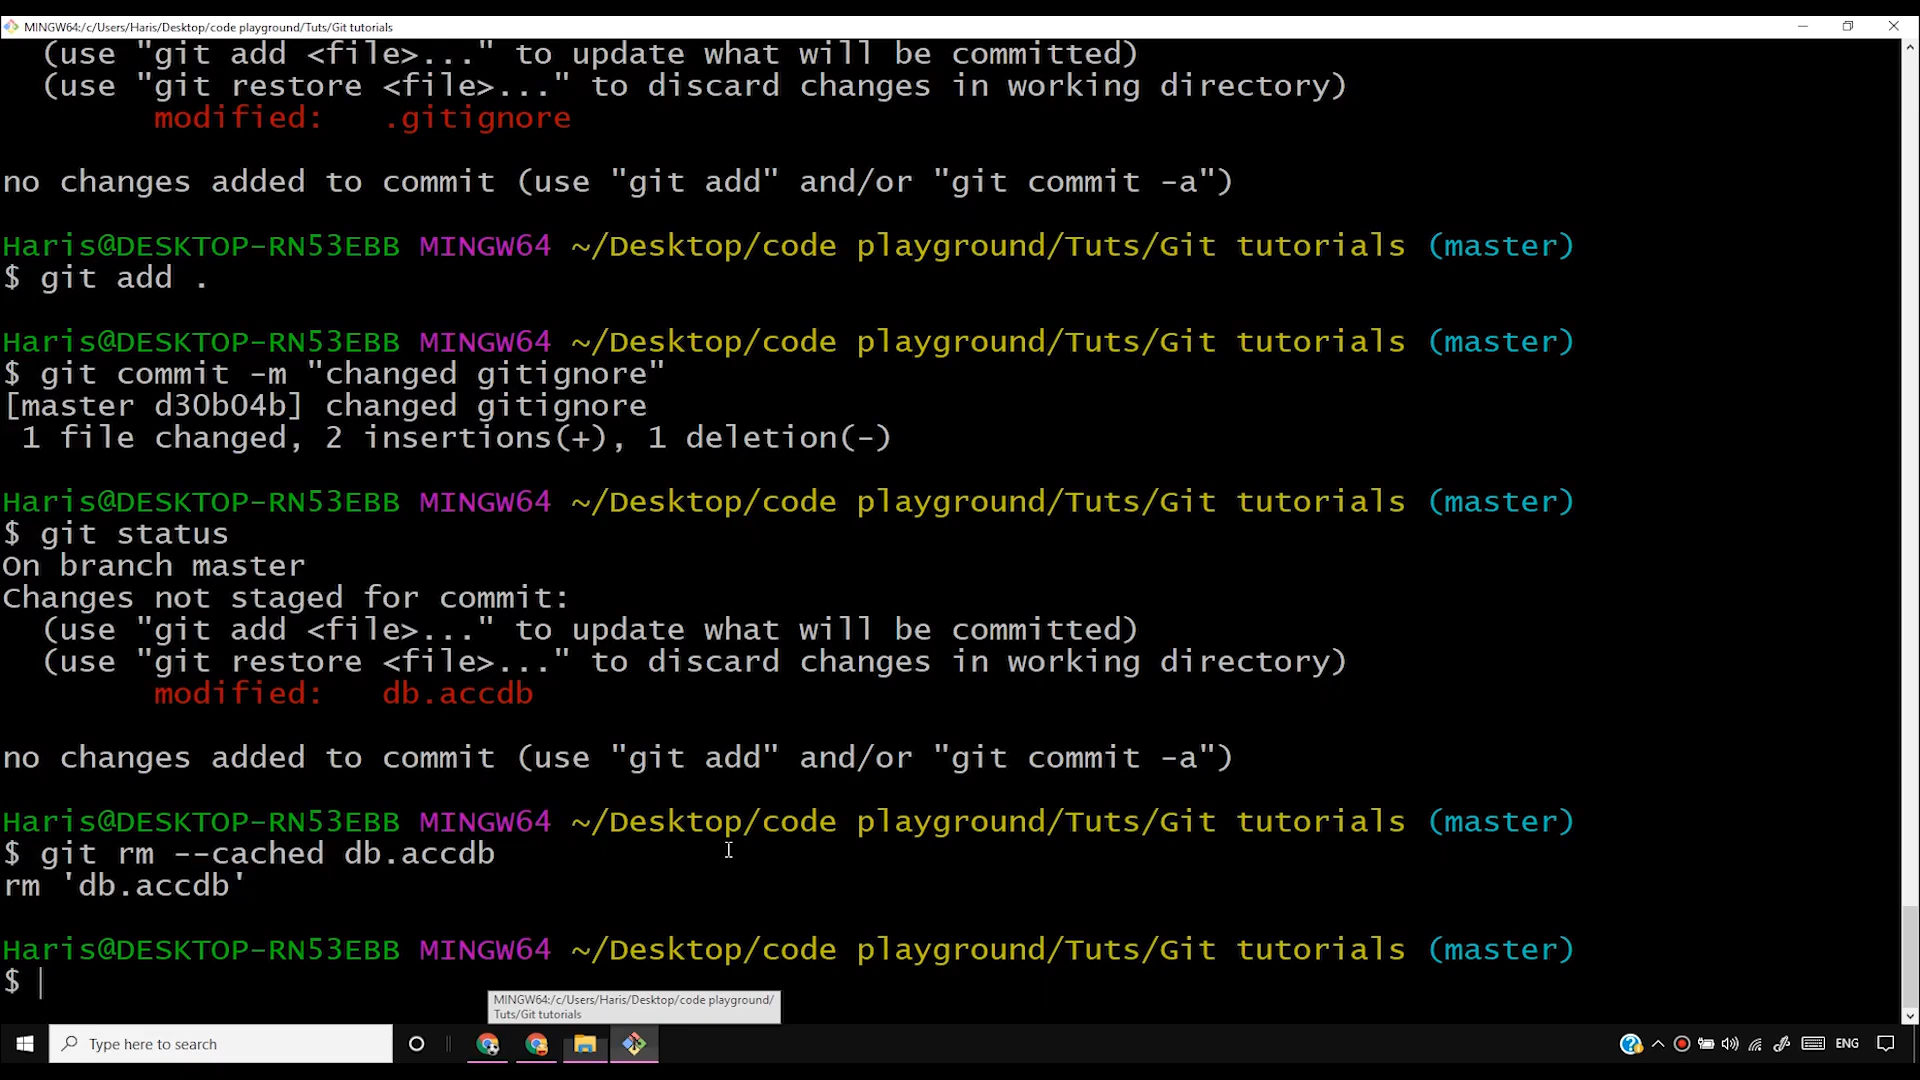 MINGW64:/c/Users/Haris/Desktop/code playground/Tuts/Git tutorials
(use "git add <file>..." to update what will be committed)
(use "git restore <file>..." to discard changes in working directory)
modified:   .gitignore
no changes added to commit (use "git add" and/or "git commit -a")
Haris@DESKTOP-RN53EBB MINGW64 ~/Desktop/code playground/Tuts/Git tutorials (master)
$ git add .
Haris@DESKTOP-RN53EBB MINGW64 ~/Desktop/code playground/Tuts/Git tutorials (master)
$ git commit -m "changed gitignore"
[master d30b04b] changed gitignore
1 file changed, 2 insertions(+), 1 deletion(-)
Haris@DESKTOP-RN53EBB MINGW64 ~/Desktop/code playground/Tuts/Git tutorials (master)
$ git status
On branch master
Changes not staged for commit:
(use "git add <file>..." to update what will be committed)
(use "git restore <file>..." to discard changes in working directory)
modified:   db.accdb
no changes added to commit (use "git add" and/or "git commit -a")
Haris@DESKTOP-RN53EBB MINGW64 ~/Desktop/code playground/Tuts/Git tutorials (master)
$ git rm --cached db.accdb
rm 'db.accdb'
Haris@DESKTOP-RN53EBB MINGW64 ~/Desktop/code playground/Tuts/Git tutorials (master)
$
MINGW64:/c/Users/Haris/Desktop/code playground/
Tuts/Git tutorials
Type here to search
ENG